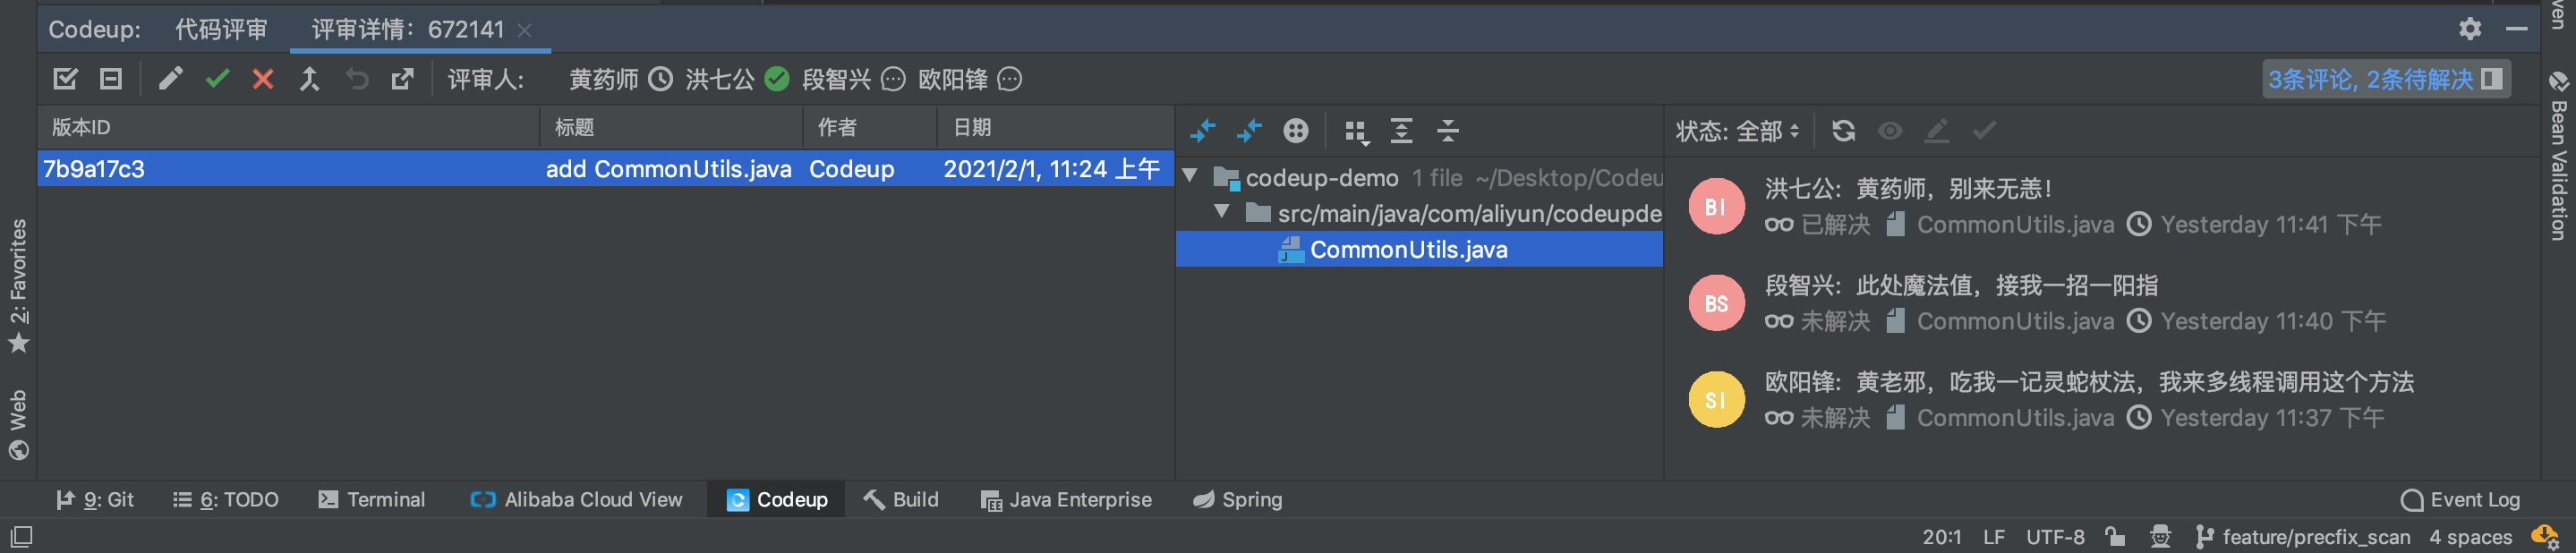 Codeup: 代码评审 评审详情：672141
评审人: 黄药师 洪七公 段智兴 欧阳锋 3条评论, 2条待解决
版本ID 标题 作者 日期
7b9a17c3 add CommonUtils.java Codeup 2021/2/1, 11:24 上午
codeup-demo 1 file ~/Desktop/Codeu
src/main/java/com/aliyun/codeupde
CommonUtils.java
状态: 全部
BI
洪七公：黄药师，别来无恙！
已解决 CommonUtils.java Yesterday 11:41 下午
BS
段智兴：此处魔法值，接我一招一阳指
未解决 CommonUtils.java Yesterday 11:40 下午
SI
欧阳锋：黄老邪，吃我一记灵蛇杖法，我来多线程调用这个方法
未解决 CommonUtils.java Yesterday 11:37 下午
2: Favorites
Web
ven
Bean Validation
9: Git 6: TODO Terminal Alibaba Cloud View Codeup Build Java Enterprise Spring Event Log
20:1 LF UTF-8 feature/precfix_scan 4 spaces